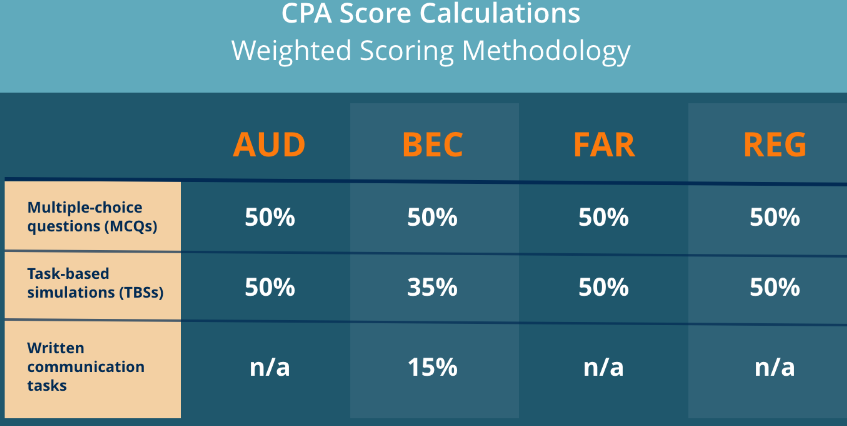 CPA Score Calculations
Weighted Scoring Methodology
AUD BEC FAR REG
Multiple-choice
questions (MCQs)
50% 50% 50% 50%
Task-based
simulations (TBSs)
50% 35% 50% 50%
Written
communication
tasks
n/a 15% n/a n/a